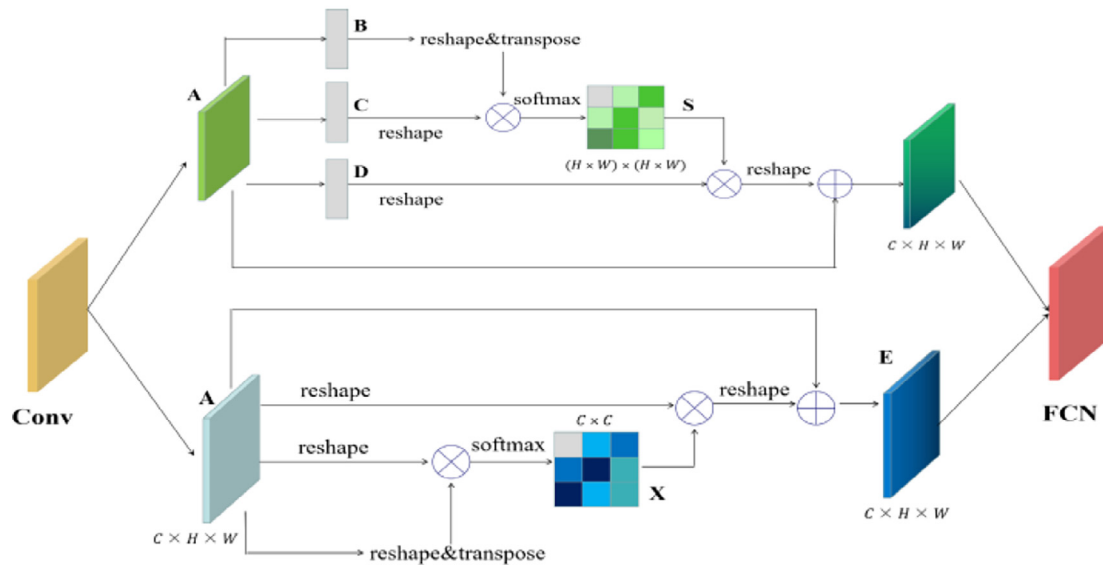 B
reshape&transpose
A
C
softmax
S
reshape
(H × W) × (H × W)
D
reshape
reshape
C × H × W
Conv
A
reshape
reshape
E
FCN
C × C
reshape
softmax
X
C × H × W
C × H × W
reshape&transpose